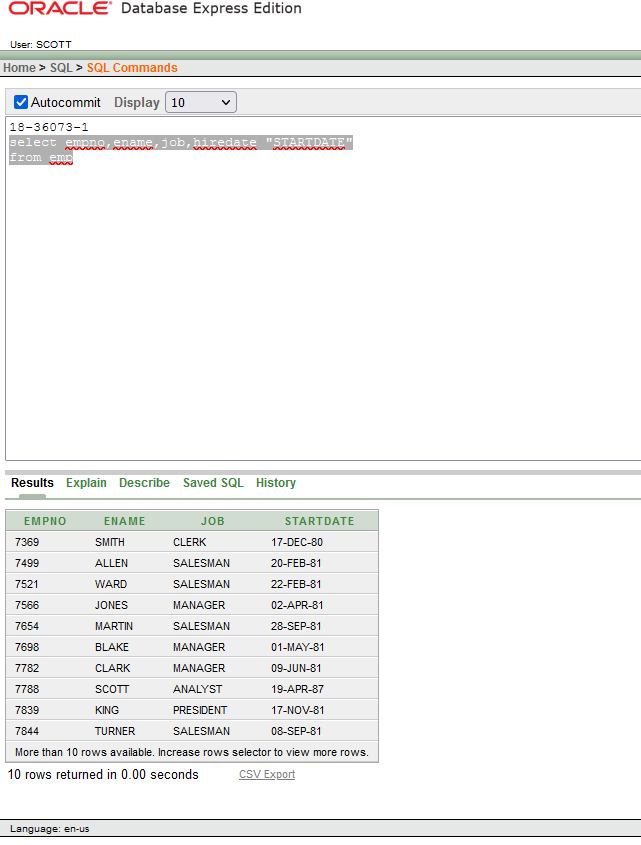 ORACLE® Database Express Edition
User: SCOTT
Home > SQL > SQL Commands
Autocommit Display 10
18-36073-1
select empno,ename,job,hiredate "STARTDATE"
from emp
Results Explain Describe Saved SQL History
EMPNO ENAME JOB STARTDATE
7369 SMITH CLERK 17-DEC-80
7499 ALLEN SALESMAN 20-FEB-81
7521 WARD SALESMAN 22-FEB-81
7566 JONES MANAGER 02-APR-81
7654 MARTIN SALESMAN 28-SEP-81
7698 BLAKE MANAGER 01-MAY-81
7782 CLARK MANAGER 09-JUN-81
7788 SCOTT ANALYST 19-APR-87
7839 KING PRESIDENT 17-NOV-81
7844 TURNER SALESMAN 08-SEP-81
More than 10 rows available. Increase rows selector to view more rows.
10 rows returned in 0.00 seconds CSV Export
Language: en-us